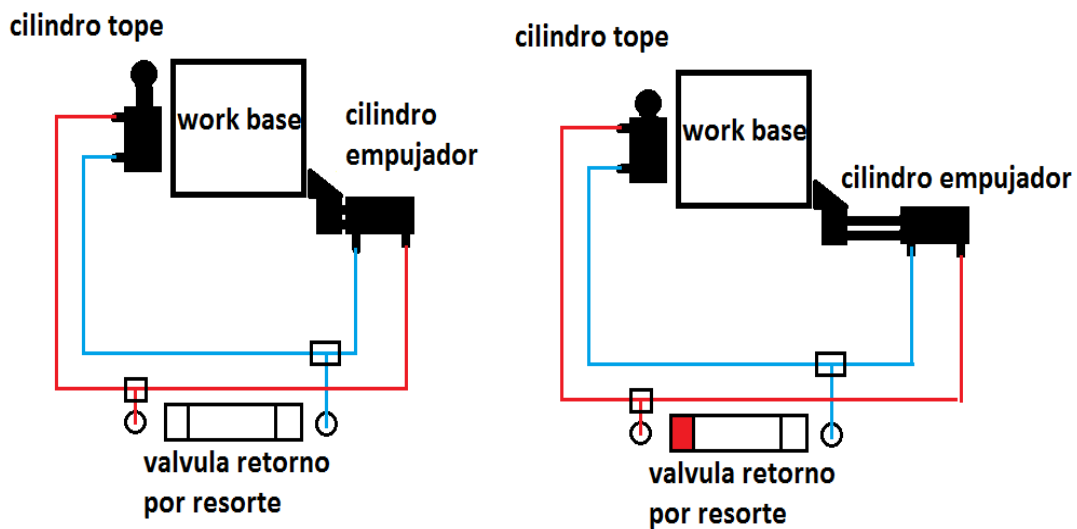 cilindro tope
work base
cilindro
empujador
valvula retorno
por resorte
cilindro tope
work base
cilindro empujador
valvula retorno
por resorte